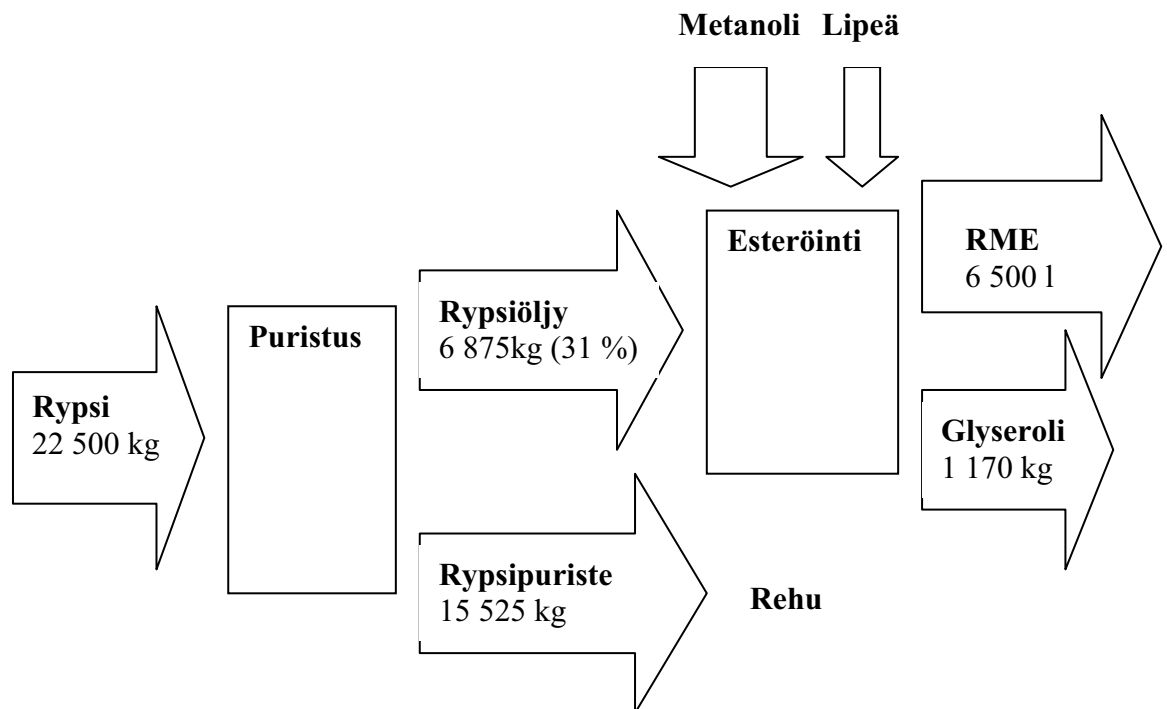 Metanoli Lipeä
Esteröinti
RME
6 500 l
Rypsiöljy
6 875kg (31 %)
Puristus
Rypsi
22 500 kg
Glyseroli
1 170 kg
Rypsipuriste
15 525 kg
Rehu